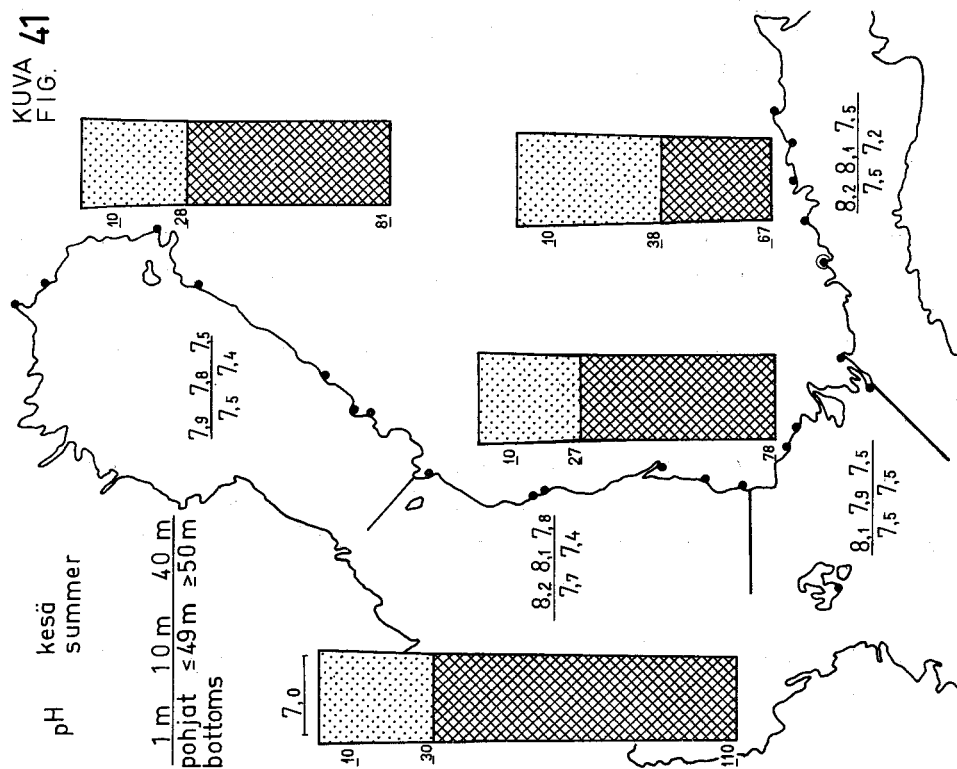 KUVA 41
FIG.
pH kesä
summer
1 m 10 m 40 m
pohjat ≤49 m ≥50 m
bottoms
10
28
81
7,9 7,8 7,5
7,5 7,4
7,0
10
30
110
8,2 8,1 7,8
7,7 7,4
10
27
78
10
38
67
8,1 7,9 7,5
7,5 7,5
8,2 8,1 7,5
7,5 7,2